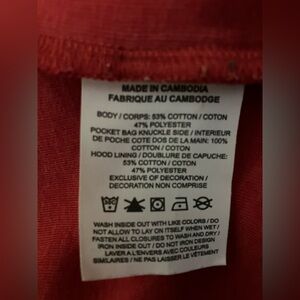 MADE IN CAMBODIA
FABRIQUE AU CAMBODGE
BODY / CORPS: 53% COTTON / COTON
47% POLYESTER
POCKET BAG KNUCKLE SIDE / INTERIEUR
DE POCHE COTE DOS DE LA MAIN: 100%
COTTON / COTON
HOOD LINING / DOUBLURE DE CAPUCHE:
53% COTTON / COTON
47% POLYESTER
EXCLUSIVE OF DECORATION /
DECORATION NON COMPRISE
WASH INSIDE OUT WITH LIKE COLORS / DO
NOT ALLOW TO LAY ON ITSELF WHEN WET /
FASTEN ALL CLOSURES TO WASH AND DRY /
IRON INSIDE OUT / DO NOT IRON DESIGN
LAVER A L'ENVERS AVEC COULEURS
SIMILAIRES / NE PAS LAISSER LE VÊTEMENT